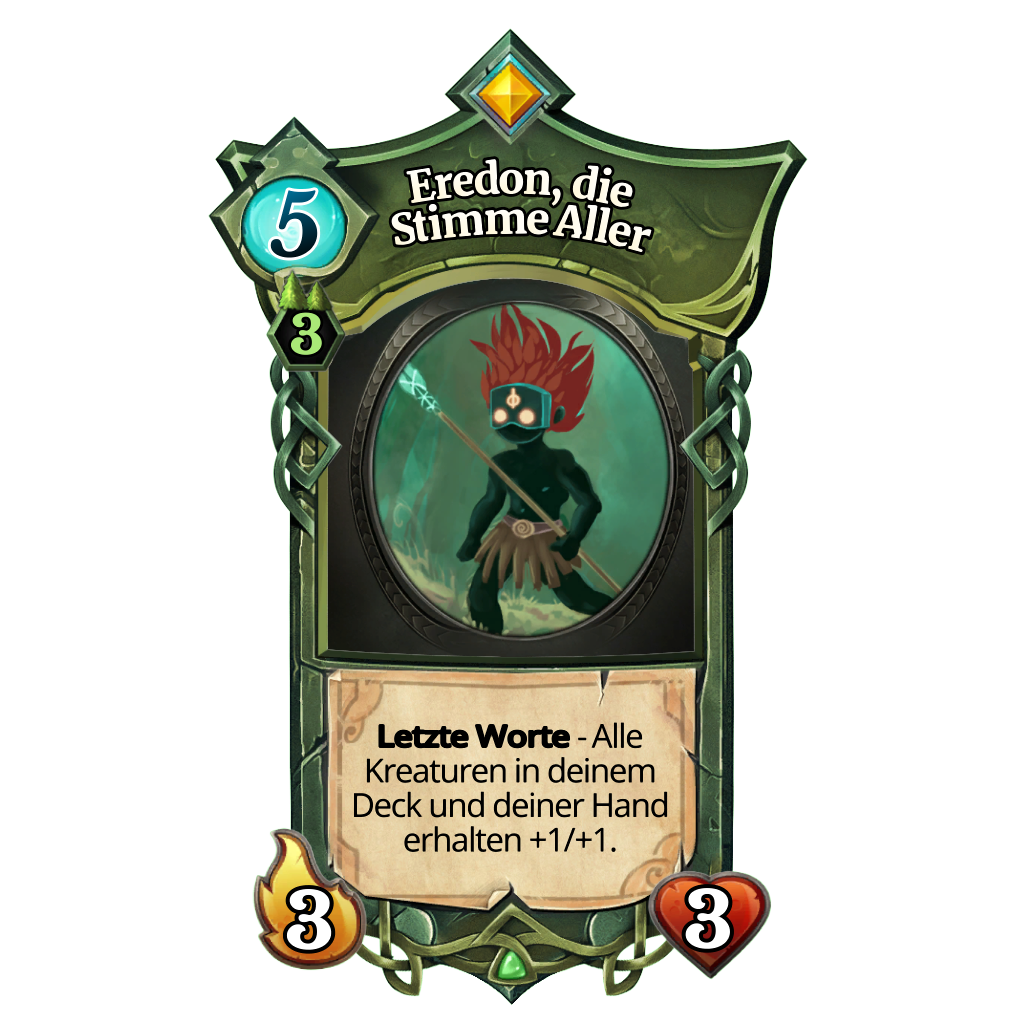 Eredon, die
Stimme Aller
5
3
Letzte Worte - Alle
Kreaturen in deinem
Deck und deiner Hand
erhalten +1/+1.
3
3